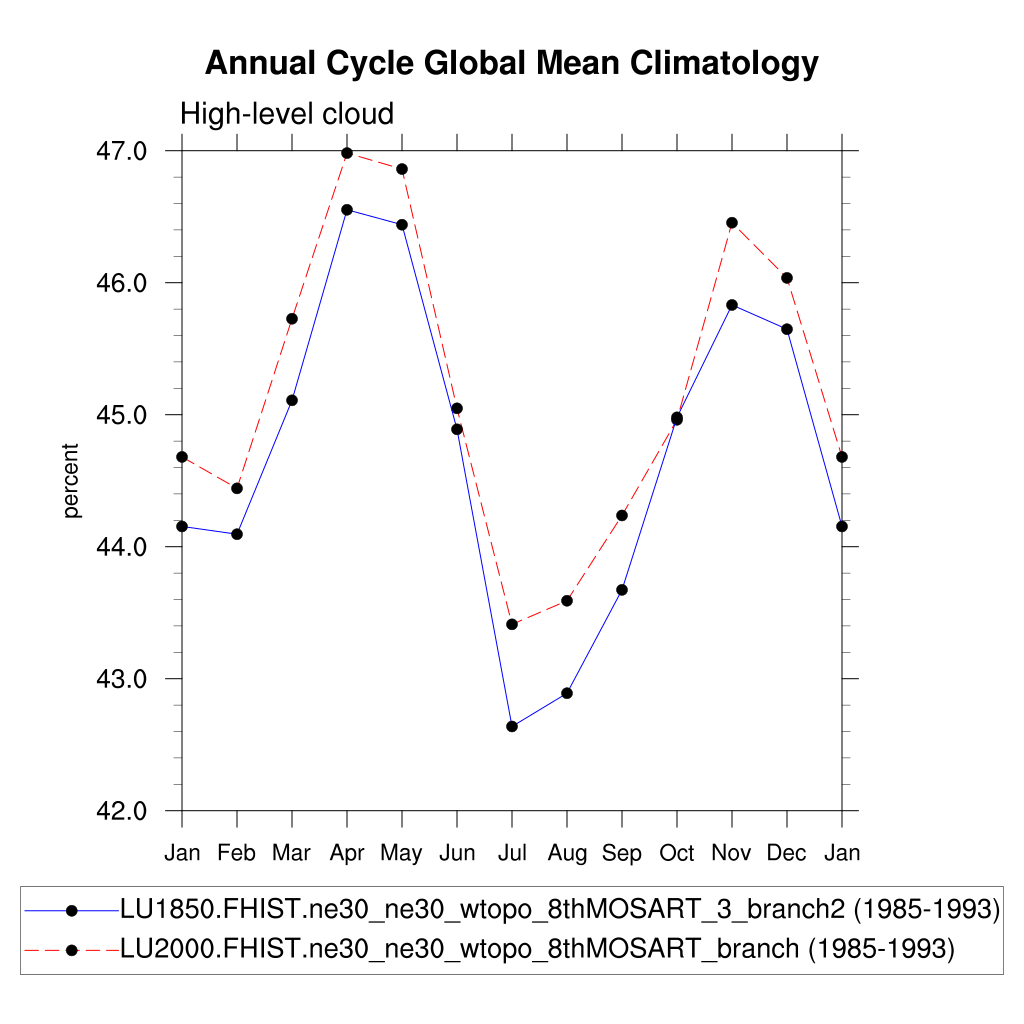 Annual Cycle Global Mean Climatology
High-level cloud
47.0
46.0
45.0
44.0
43.0
42.0
percent
Jan Feb Mar Apr May Jun Jul Aug Sep Oct Nov Dec Jan
LU1850.FHIST.ne30_ne30_wtopo_8thMOSART_3_branch2 (1985-1993)
LU2000.FHIST.ne30_ne30_wtopo_8thMOSART_branch (1985-1993)